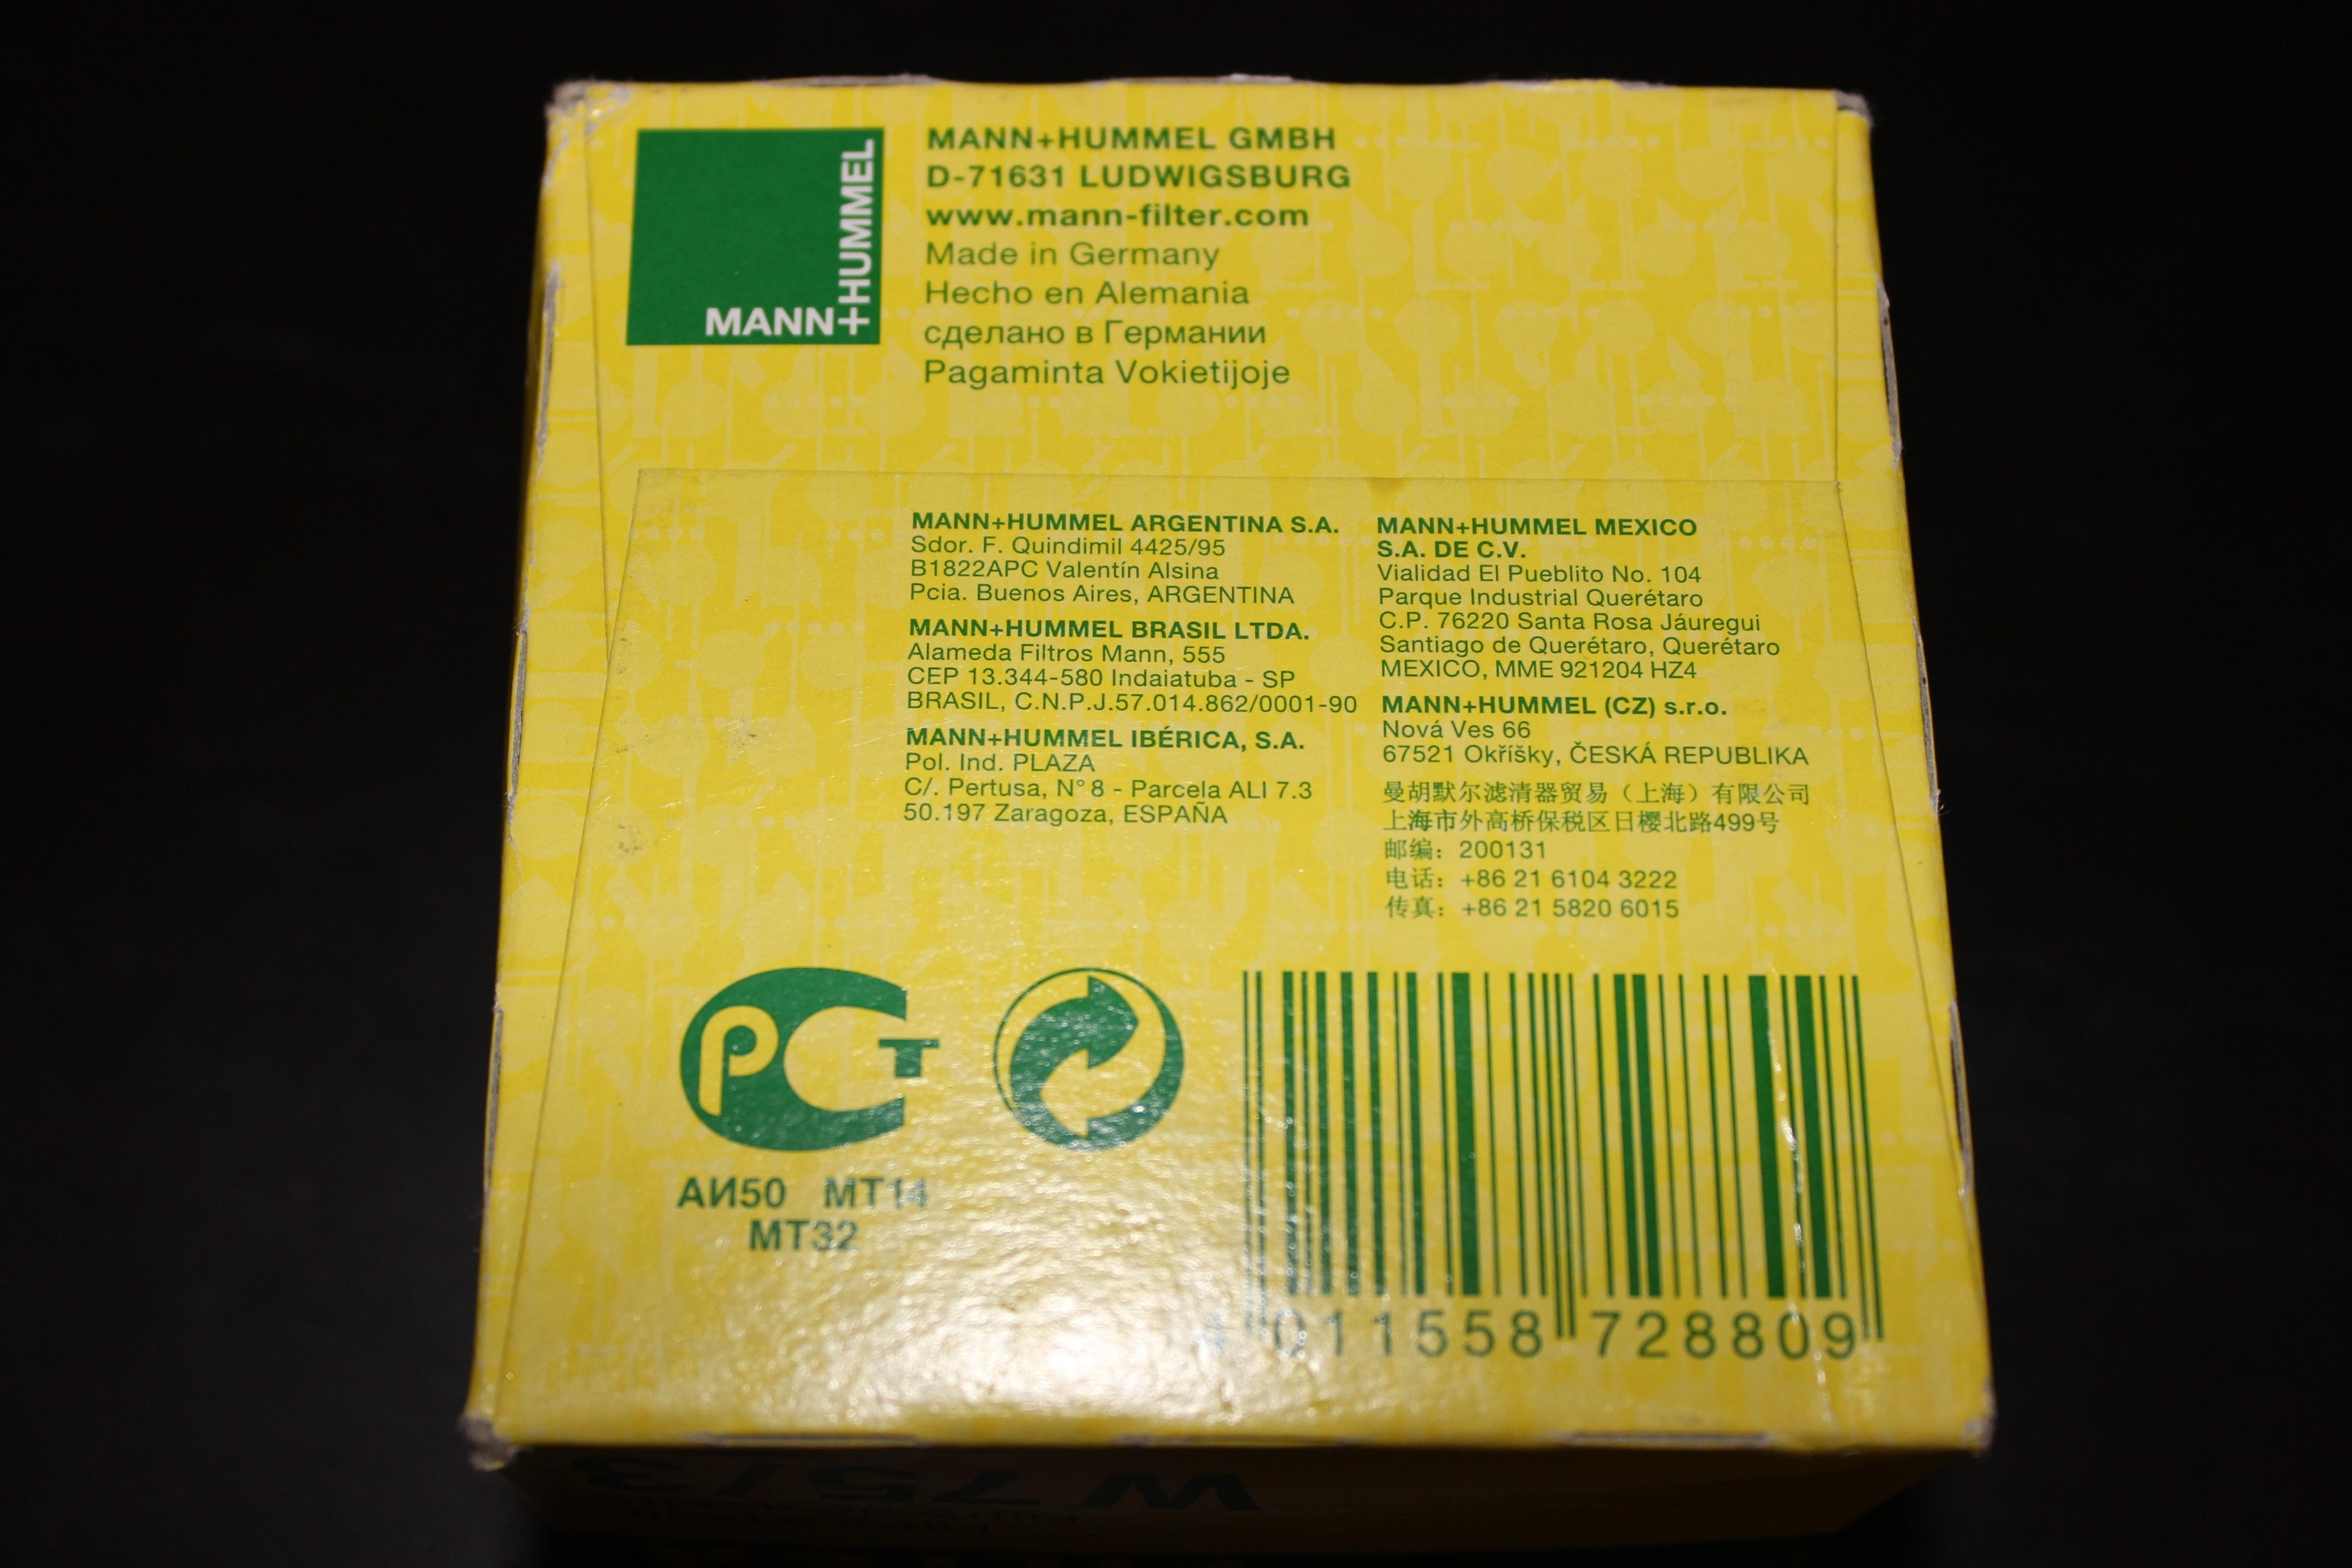 MANN+HUMMEL
MANN+HUMMEL GMBH
D-71631 LUDWIGSBURG
www.mann-filter.com
Made in Germany
Hecho en Alemania
сделано в Германии
Pagaminta Vokietijoje
MANN+HUMMEL ARGENTINA S.A.
Sdor. F. Quindimil 4425/95
B1822APC Valentín Alsina
Pcia. Buenos Aires, ARGENTINA
MANN+HUMMEL BRASIL LTDA.
Alameda Filtros Mann, 555
CEP 13.344-580 Indaiatuba - SP
BRASIL, C.N.P.J.57.014.862/0001-90
MANN+HUMMEL IBÉRICA, S.A.
Pol. Ind. PLAZA
C/. Pertusa, N° 8 - Parcela ALI 7.3
50.197 Zaragoza, ESPAÑA
MANN+HUMMEL MEXICO
S.A. DE C.V.
Vialidad El Pueblito No. 104
Parque Industrial Querétaro
C.P. 76220 Santa Rosa Jáuregui
Santiago de Querétaro, Querétaro
MEXICO, MME 921204 HZ4
MANN+HUMMEL (CZ) s.r.o.
Nová Ves 66
67521 Okříšky, ČESKÁ REPUBLIKA
曼胡默尔滤清器贸易（上海）有限公司
上海市外高桥保税区日樱北路499号
邮编：200131
电话：+86 21 6104 3222
传真：+86 21 5820 6015
РСТ
АИ50 МТ14
МТ32
4 011558 728809
W 75/3